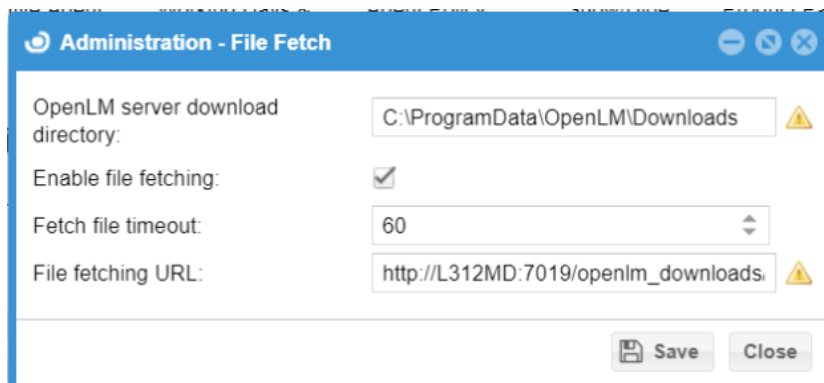 Administration - File Fetch
OpenLM server download
directory:
C:\ProgramData\OpenLM\Downloads
Enable file fetching:
Fetch file timeout:
60
File fetching URL:
http://L312MD:7019/openlm_downloads/
Save
Close